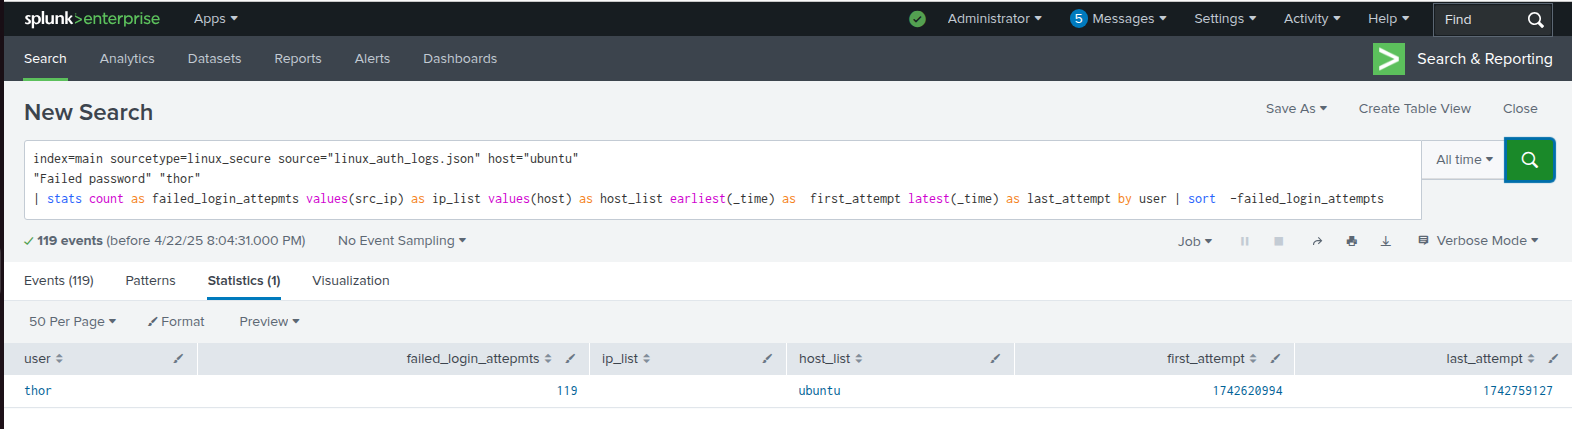 splunk>enterprise Apps Administrator 5 Messages Settings Activity Help Find
Search Analytics Datasets Reports Alerts Dashboards > Search & Reporting
New Search Save As Create Table View Close
index=main sourcetype=linux_secure source="linux_auth_logs.json" host="ubuntu"
"Failed password" "thor"
| stats count as failed_login_attepmts values(src_ip) as ip_list values(host) as host_list earliest(_time) as  first_attempt latest(_time) as last_attempt by user | sort  -failed_login_attempts
All time
119 events (before 4/22/25 8:04:31.000 PM) No Event Sampling Job Verbose Mode
Events (119) Patterns Statistics (1) Visualization
50 Per Page Format Preview
user failed_login_attepmts ip_list host_list first_attempt last_attempt
thor 119 ubuntu 1742620994 1742759127